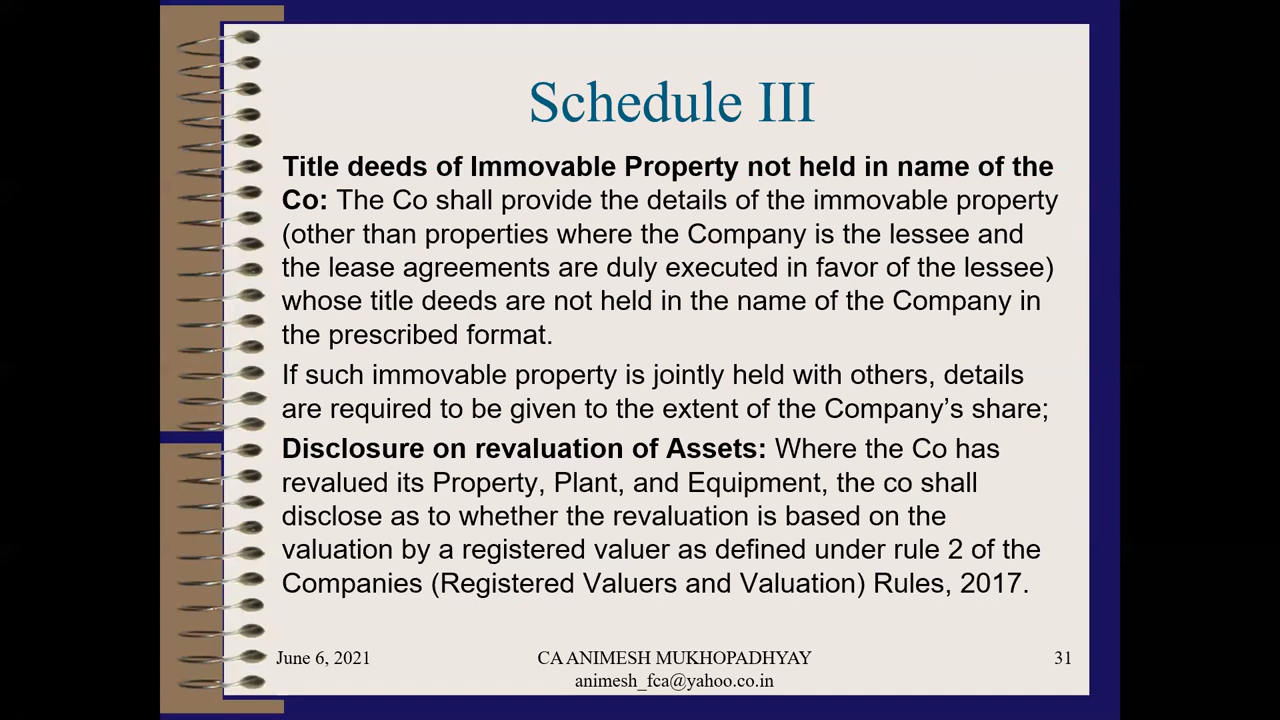 Schedule III
Title deeds of Immovable Property not held in name of the
Co: The Co shall provide the details of the immovable property
(other than properties where the Company is the lessee and
the lease agreements are duly executed in favor of the lessee)
whose title deeds are not held in the name of the Company in
the prescribed format.
If such immovable property is jointly held with others, details
are required to be given to the extent of the Company’s share;
Disclosure on revaluation of Assets: Where the Co has
revalued its Property, Plant, and Equipment, the co shall
disclose as to whether the revaluation is based on the
valuation by a registered valuer as defined under rule 2 of the
Companies (Registered Valuers and Valuation) Rules, 2017.
June 6, 2021
CA ANIMESH MUKHOPADHYAY
animesh_fca@yahoo.co.in
31